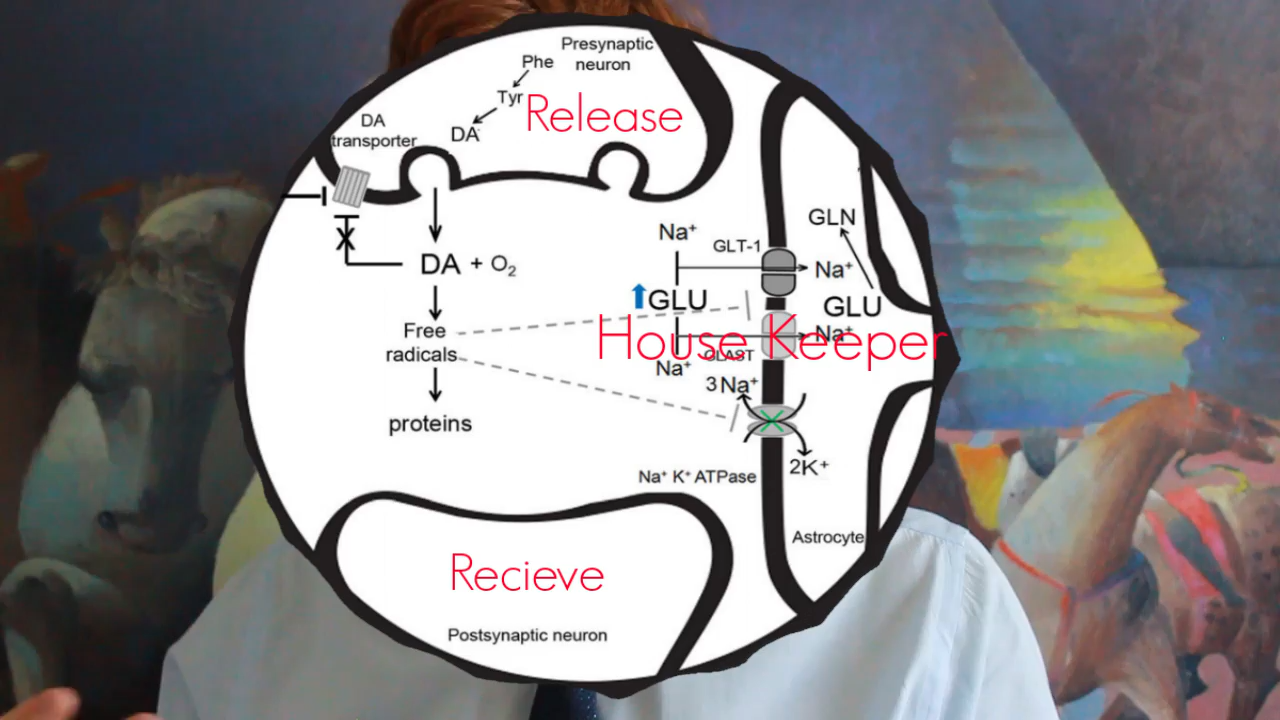 Presynaptic
neuron
Phe
Tyr
DA
Release
DA
transporter
DA + O₂
Free
radicals
proteins
Na⁺
GLT-1
GLN
Na⁺
GLU
GLU
House Keeper
Na⁺
GLAST
Na⁺
3 Na⁺
2K⁺
Na⁺ K⁺ ATPase
Astrocyte
Recieve
Postsynaptic neuron